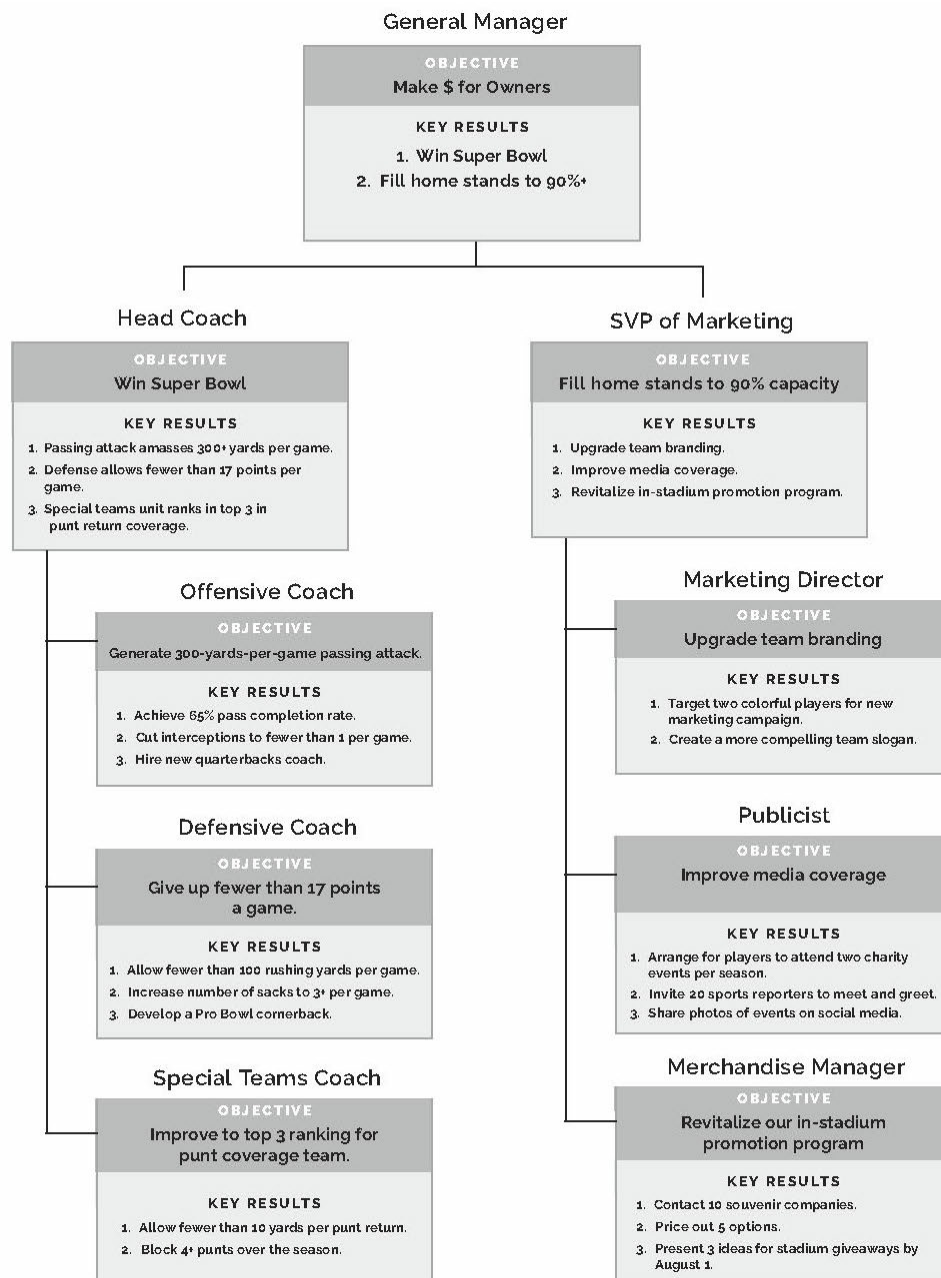 General Manager
OBJECTIVE
Make $ for Owners
KEY RESULTS
1. Win Super Bowl
2. Fill home stands to 90%+
Head Coach
OBJECTIVE
Win Super Bowl
KEY RESULTS
1. Passing attack amasses 300+ yards per game.
2. Defense allows fewer than 17 points per
game.
3. Special teams unit ranks in top 3 in
punt return coverage.
SVP of Marketing
OBJECTIVE
Fill home stands to 90% capacity
KEY RESULTS
1. Upgrade team branding.
2. Improve media coverage.
3. Revitalize in-stadium promotion program.
Offensive Coach
OBJECTIVE
Generate 300-yards-per-game passing attack.
KEY RESULTS
1. Achieve 65% pass completion rate.
2. Cut interceptions to fewer than 1 per game.
3. Hire new quarterbacks coach.
Defensive Coach
OBJECTIVE
Give up fewer than 17 points
a game.
KEY RESULTS
1. Allow fewer than 100 rushing yards per game.
2. Increase number of sacks to 3+ per game.
3. Develop a Pro Bowl cornerback.
Special Teams Coach
OBJECTIVE
Improve to top 3 ranking for
punt coverage team.
KEY RESULTS
1. Allow fewer than 10 yards per punt return.
2. Block 4+ punts over the season.
Marketing Director
OBJECTIVE
Upgrade team branding
KEY RESULTS
1. Target two colorful players for new
marketing campaign.
2. Create a more compelling team slogan.
Publicist
OBJECTIVE
Improve media coverage
KEY RESULTS
1. Arrange for players to attend two charity
events per season.
2. Invite 20 sports reporters to meet and greet.
3. Share photos of events on social media.
Merchandise Manager
OBJECTIVE
Revitalize our in-stadium
promotion program
KEY RESULTS
1. Contact 10 souvenir companies.
2. Price out 5 options.
3. Present 3 ideas for stadium giveaways by
August 1.